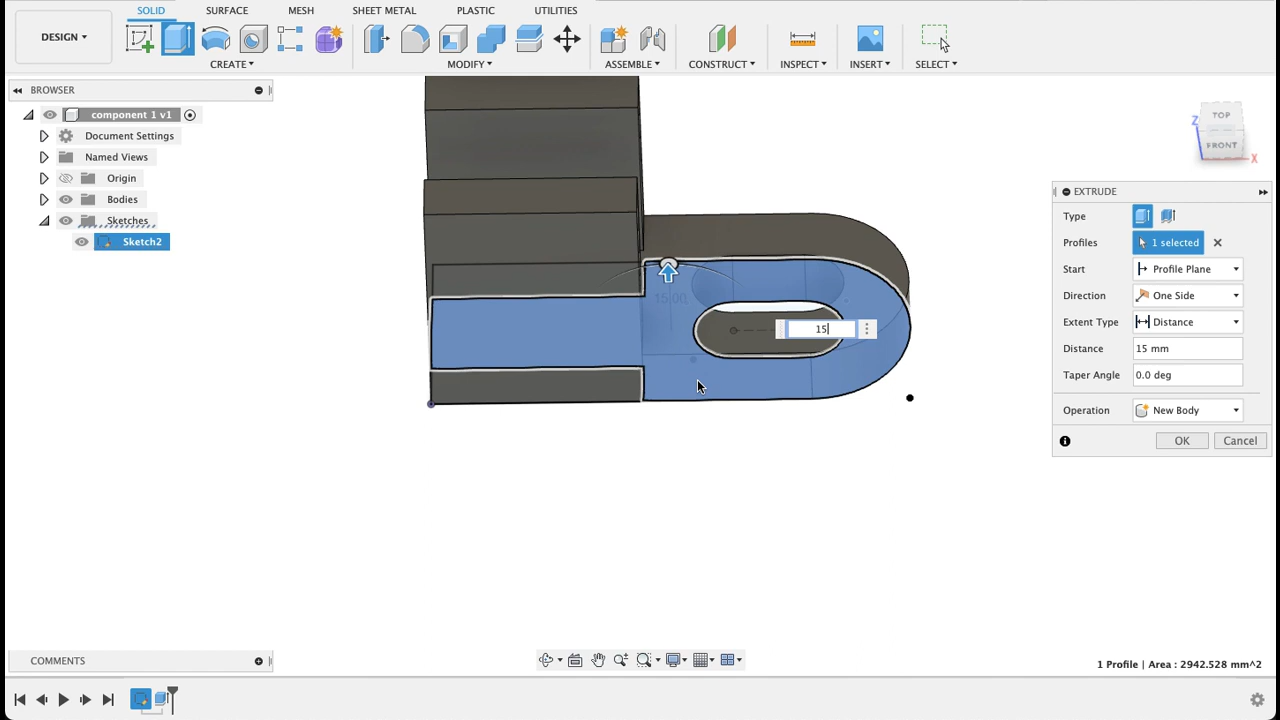 SOLID SURFACE MESH SHEET METAL PLASTIC UTILITIES
DESIGN ▾
CREATE ▾ MODIFY ▾ ASSEMBLE ▾ CONSTRUCT ▾ INSPECT ▾ INSERT ▾ SELECT ▾
BROWSER
component 1 v1
Document Settings
Named Views
Origin
Bodies
Sketches
Sketch2
TOP
Z
FRONT
X
EXTRUDE
Type
Profiles 1 selected
Start Profile Plane
Direction One Side
Extent Type Distance
Distance 15 mm
Taper Angle 0.0 deg
Operation New Body
OK Cancel
15.00
15
COMMENTS
1 Profile | Area : 2942.528 mm^2